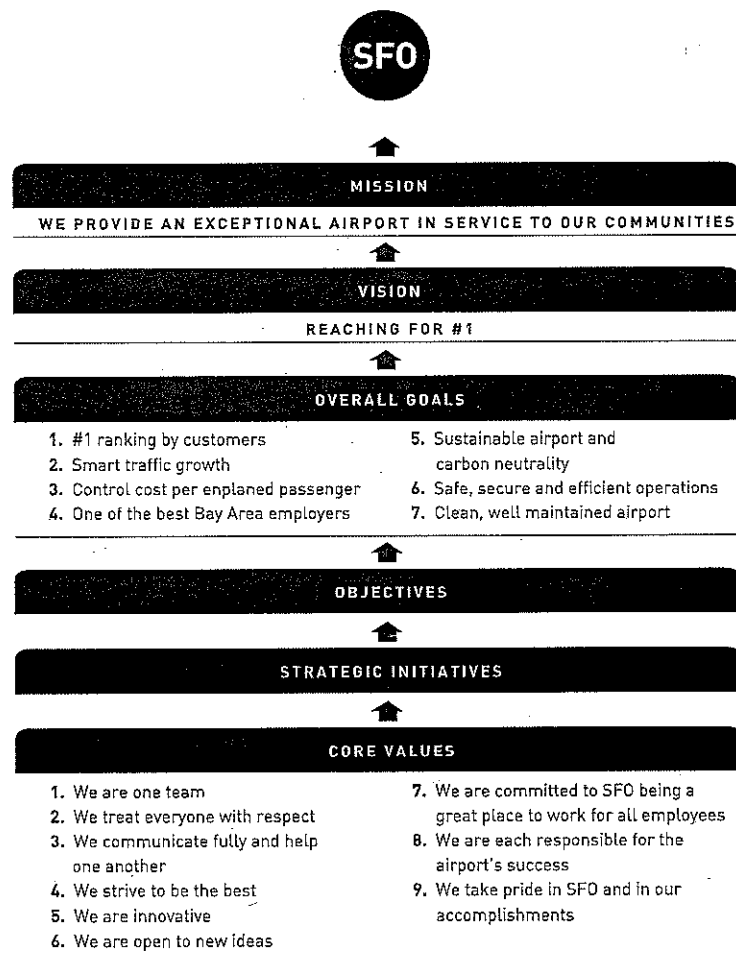 SFO
MISSION
WE PROVIDE AN EXCEPTIONAL AIRPORT IN SERVICE TO OUR COMMUNITIES
VISION
REACHING FOR #1
OVERALL GOALS
1. #1 ranking by customers
2. Smart traffic growth
3. Control cost per enplaned passenger
4. One of the best Bay Area employers
5. Sustainable airport and
carbon neutrality
6. Safe, secure and efficient operations
7. Clean, well maintained airport
OBJECTIVES
STRATEGIC INITIATIVES
CORE VALUES
1. We are one team
2. We treat everyone with respect
3. We communicate fully and help
one another
4. We strive to be the best
5. We are innovative
6. We are open to new ideas
7. We are committed to SFO being a
great place to work for all employees
8. We are each responsible for the
airport's success
9. We take pride in SFO and in our
accomplishments